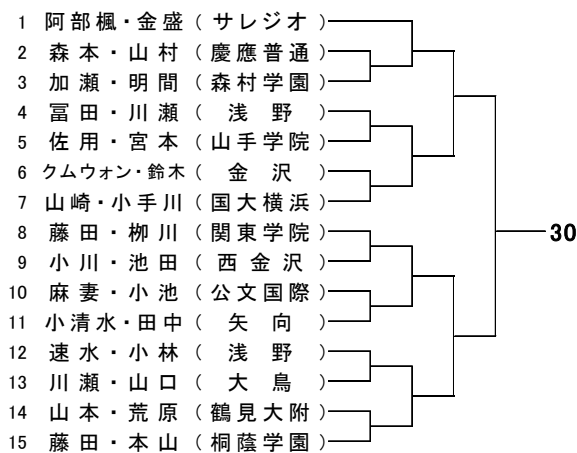 1 阿部楓・金盛 ( サレジオ )
2 森本・山村 ( 慶應普通 )
3 加瀬・明間 ( 森村学園 )
4 冨田・川瀬 ( 浅野 )
5 佐用・宮本 ( 山手学院 )
6 クムウォン・鈴木 ( 金沢 )
7 山崎・小手川 ( 国大横浜 )
8 藤田・栁川 ( 関東学院 )
9 小川・池田 ( 西金沢 )
10 麻妻・小池 ( 公文国際 )
11 小清水・田中 ( 矢向 )
12 速水・小林 ( 浅野 )
13 川瀬・山口 ( 大鳥 )
14 山本・荒原 ( 鶴見大附 )
15 藤田・本山 ( 桐蔭学園 )
30